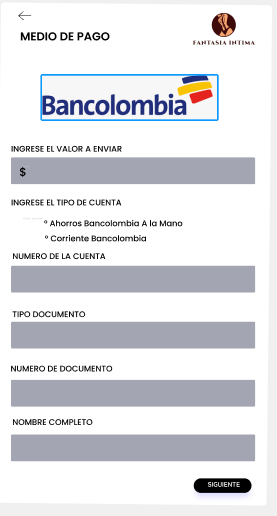 MEDIO DE PAGO
FANTASIA INTIMA
Bancolombia
INGRESE EL VALOR A ENVIAR
$
INGRESE EL TIPO DE CUENTA
° Ahorros Bancolombia A la Mano
° Corriente Bancolombia
NUMERO DE LA CUENTA
TIPO DOCUMENTO
NUMERO DE DOCUMENTO
NOMBRE COMPLETO
SIGUIENTE